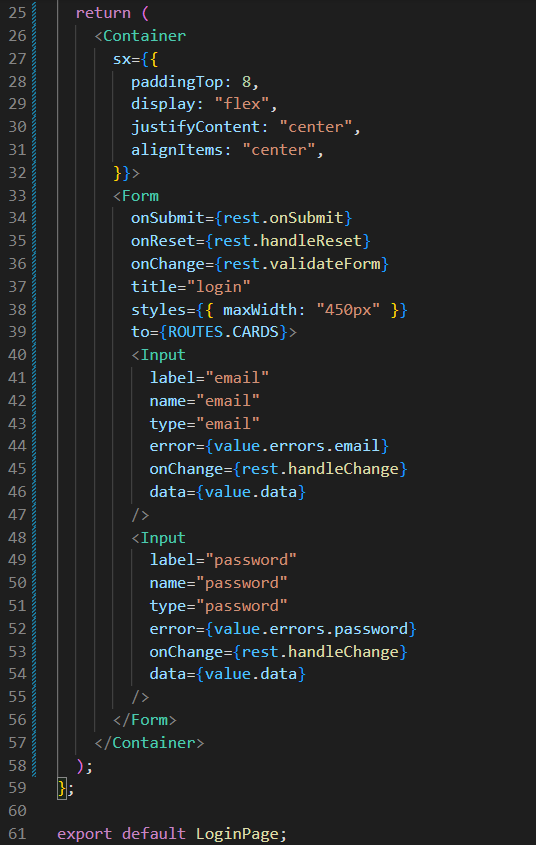 25 return (
26 <Container
27 sx={{
28 paddingTop: 8,
29 display: "flex",
30 justifyContent: "center",
31 alignItems: "center",
32 }}>
33 <Form
34 onSubmit={rest.onSubmit}
35 onReset={rest.handleReset}
36 onChange={rest.validateForm}
37 title="login"
38 styles={{ maxWidth: "450px" }}
39 to={ROUTES.CARDS}>
40 <Input
41 label="email"
42 name="email"
43 type="email"
44 error={value.errors.email}
45 onChange={rest.handleChange}
46 data={value.data}
47 />
48 <Input
49 label="password"
50 name="password"
51 type="password"
52 error={value.errors.password}
53 onChange={rest.handleChange}
54 data={value.data}
55 />
56 </Form>
57 </Container>
58 );
59 };
60
61 export default LoginPage;